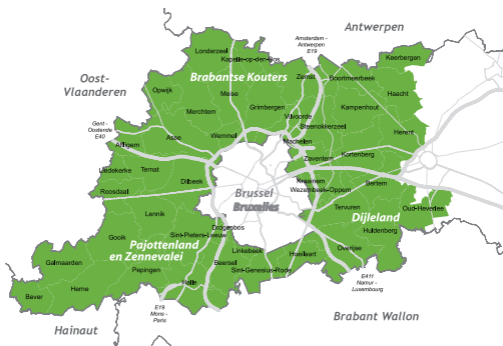 Antwerpen
Amsterdam -
Antwerpen
E19
Londerzeel
Kapelle-op-den-Bos
Keerbergen
Oost-
Vlaanderen
Brabantse Kouters
Zemst
Boortmeerbeek
Opwijk
Meise
Haacht
Merchtem
Grimbergen
Kampenhout
Vilvoorde
Steenokkerzeel
Gent -
Oostende
E40
Asse
Wemmel
Machelen
Herent
Affligem
Zaventem
Kortenberg
Liedekerke
Ternat
Dilbeek
Kraainem
Bertem
Roosdaal
Brussel
Bruxelles
Wezembeek-Oppem
Tervuren
Oud-Heverlee
Lennik
Dijleland
Drogenbos
Huldenberg
Gooik
Sint-Pieters-Leeuw
Pajottenland
en Zennevalei
Linkebeek
Overijse
Galmaarden
Beersel
Hoeilaart
Pepingen
Sint-Genesius-Rode
Halle
E411
Namur -
Luxembourg
Herne
Bever
E19
Mons -
Paris
Hainaut
Brabant Wallon